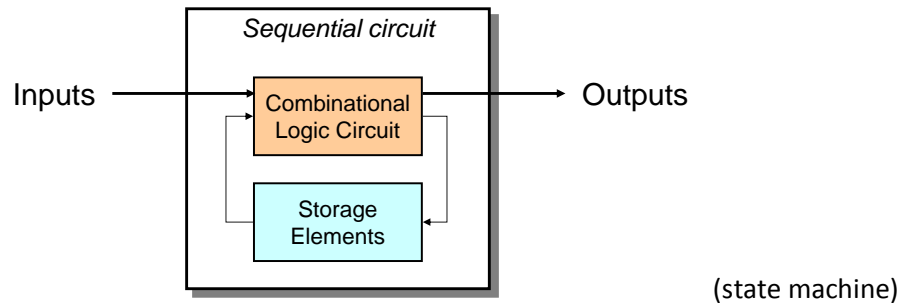 Sequential circuit
Inputs
Combinational
Logic Circuit
Outputs
Storage
Elements
(state machine)